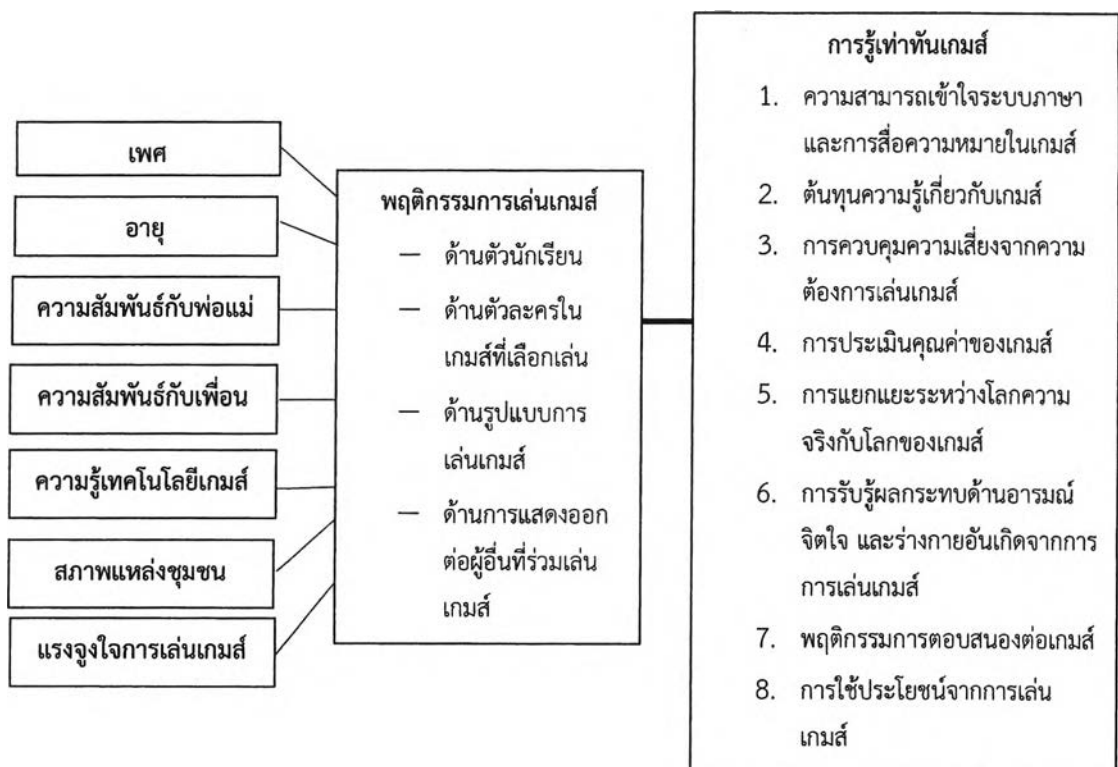 เพศ
อายุ
ความสัมพันธ์กับพ่อแม่
ความสัมพันธ์กับเพื่อน
ความรู้เทคโนโลยีเกมส์
สภาพแหล่งชุมชน
แรงจูงใจการเล่นเกมส์
พฤติกรรมการเล่นเกมส์
— ด้านตัวนักเรียน
— ด้านตัวละครใน
เกมส์ที่เลือกเล่น
— ด้านรูปแบบการ
เล่นเกมส์
— ด้านการแสดงออก
ต่อผู้อื่นที่ร่วมเล่น
เกมส์
การรู้เท่าทันเกมส์
1. ความสามารถเข้าใจระบบภาษา
และการสื่อความหมายในเกมส์
2. ต้นทุนความรู้เกี่ยวกับเกมส์
3. การควบคุมความเสี่ยงจากความ
ต้องการเล่นเกมส์
4. การประเมินคุณค่าของเกมส์
5. การแยกแยะระหว่างโลกความ
จริงกับโลกของเกมส์
6. การรับรู้ผลกระทบด้านอารมณ์
จิตใจ และร่างกายอันเกิดจากการ
การเล่นเกมส์
7. พฤติกรรมการตอบสนองต่อเกมส์
8. การใช้ประโยชน์จากการเล่น
เกมส์